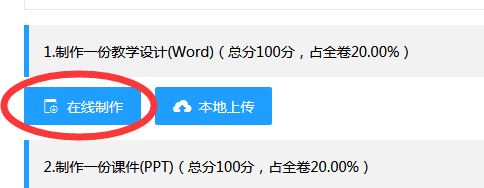 1.制作一份教学设计(Word)（总分100分，占全卷20.00%）
在线制作 本地上传
2.制作一份课件(PPT)（总分100分，占全卷20.00%）